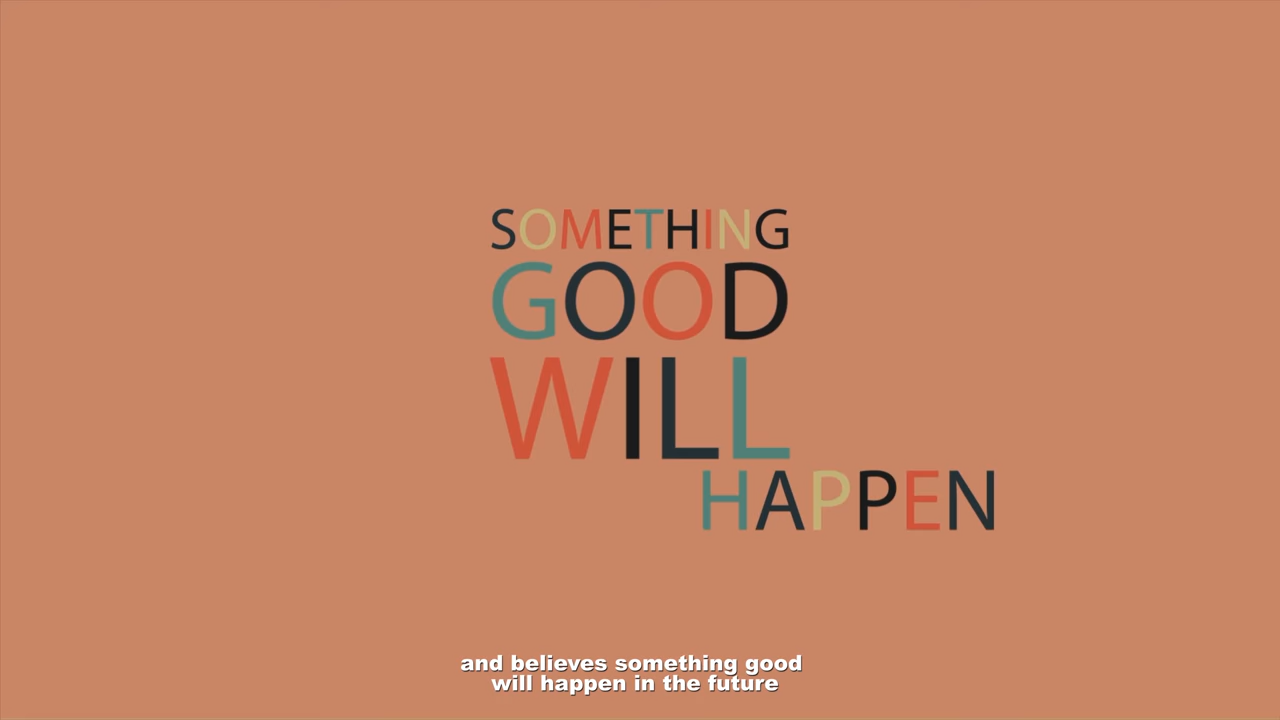 SOMETHING
GOOD
WILL
HAPPEN
and believes something good
will happen in the future